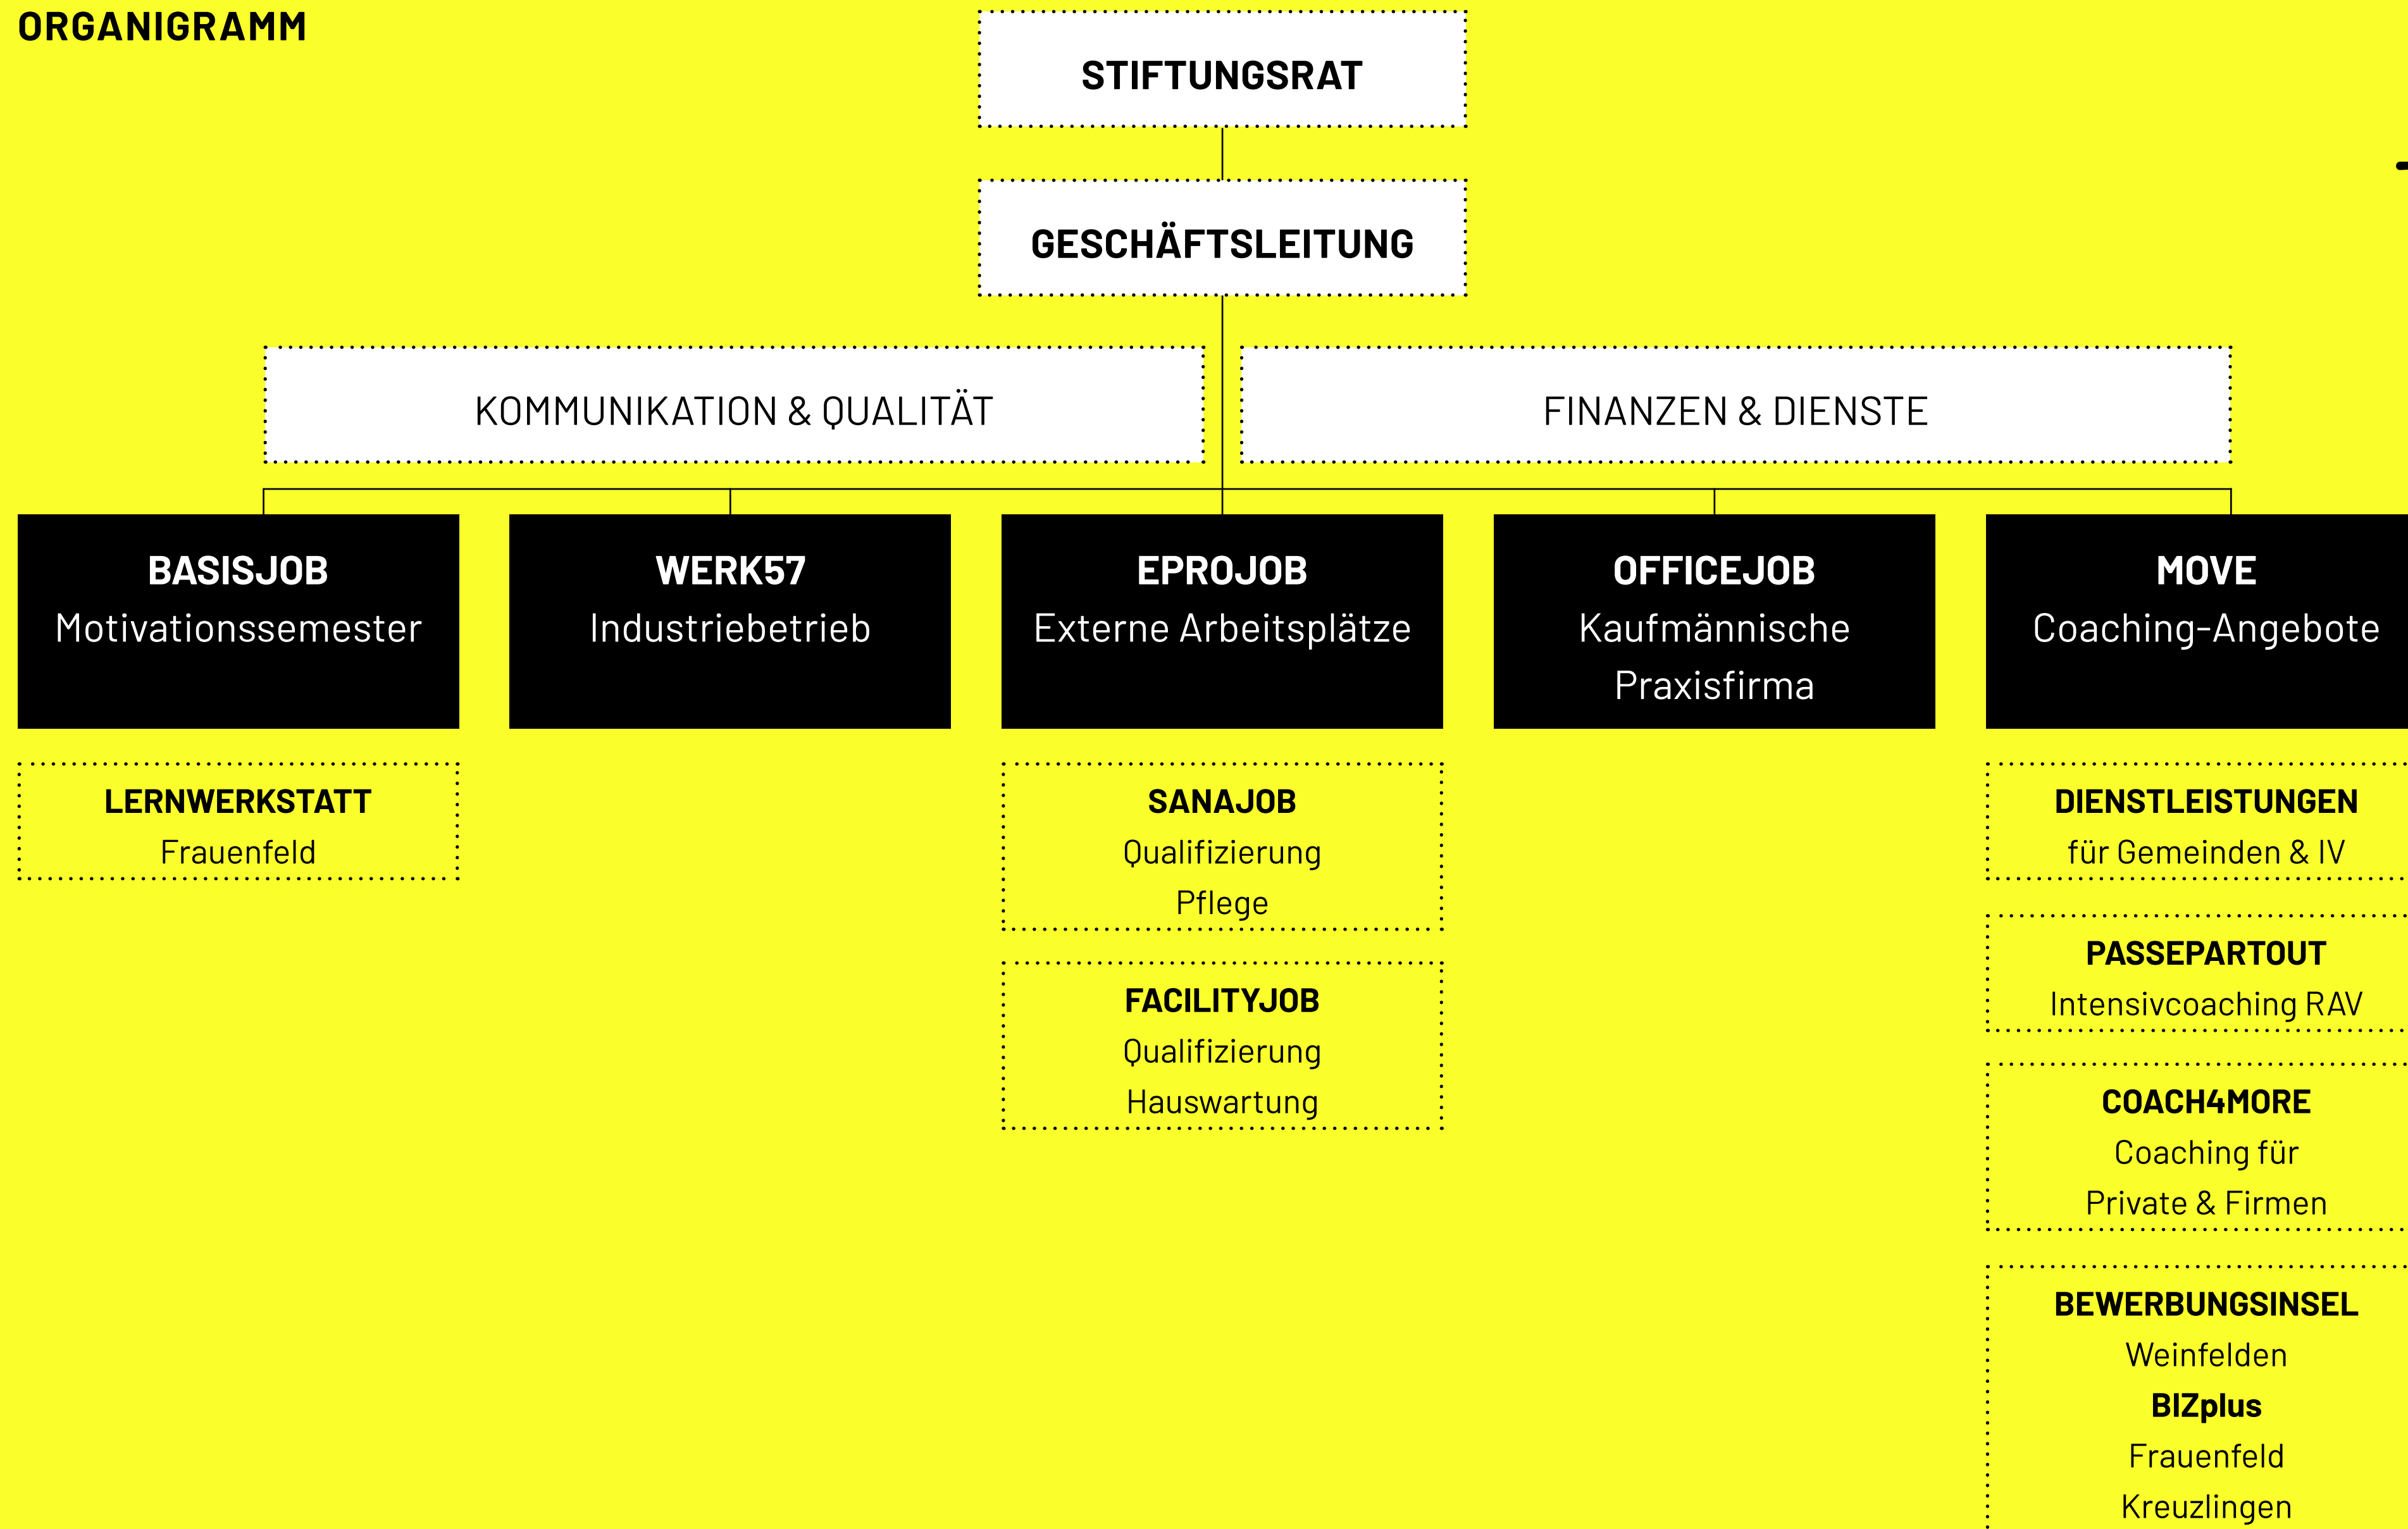 ORGANIGRAMM
STIFTUNGSRAT
GESCHÄFTSLEITUNG
KOMMUNIKATION & QUALITÄT
FINANZEN & DIENSTE
BASISJOB
Motivationssemester
WERK57
Industriebetrieb
EPROJOB
Externe Arbeitsplätze
OFFICEJOB
Kaufmännische
Praxisfirma
MOVE
Coaching-Angebote
LERNWERKSTATT
Frauenfeld
SANAJOB
Qualifizierung
Pflege
FACILITYJOB
Qualifizierung
Hauswartung
DIENSTLEISTUNGEN
für Gemeinden & IV
PASSEPARTOUT
Intensivcoaching RAV
COACH4MORE
Coaching für
Private & Firmen
BEWERBUNGSINSEL
Weinfelden
BIZplus
Frauenfeld
Kreuzlingen